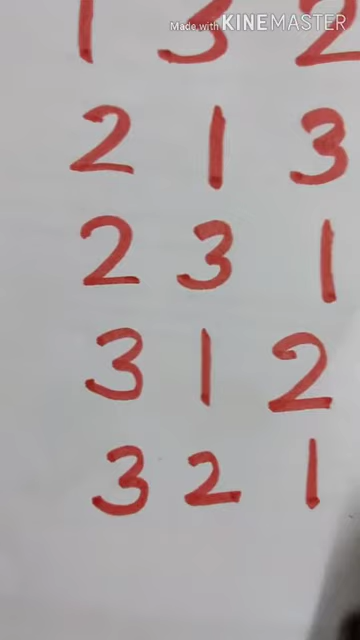 1 3 2
Made with KINEMASTER
2 1 3
2 3 1
3 1 2
3 2 1